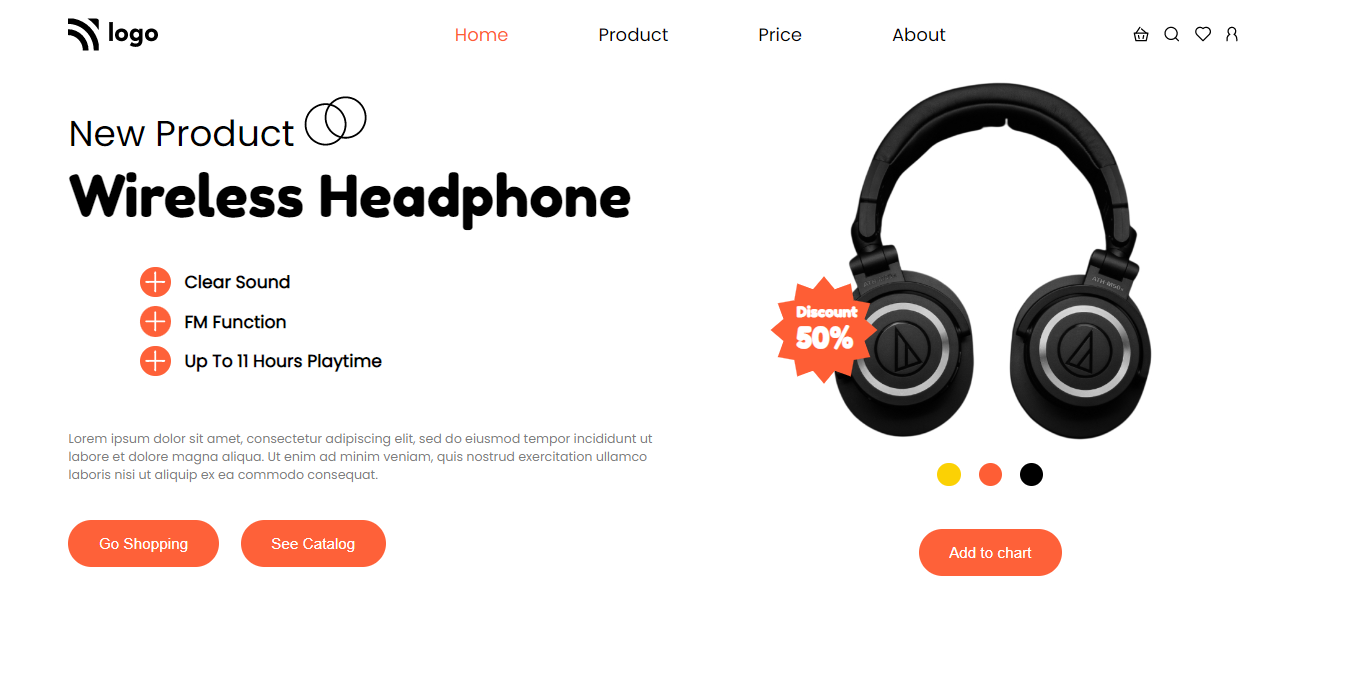 logo
Home
Product
Price
About
New Product
Wireless Headphone
Clear Sound
FM Function
Up To 11 Hours Playtime
Discount
50%
Lorem ipsum dolor sit amet, consectetur adipiscing elit, sed do eiusmod tempor incididunt ut
labore et dolore magna aliqua. Ut enim ad minim veniam, quis nostrud exercitation ullamco
laboris nisi ut aliquip ex ea commodo consequat.
Go Shopping
See Catalog
Add to chart